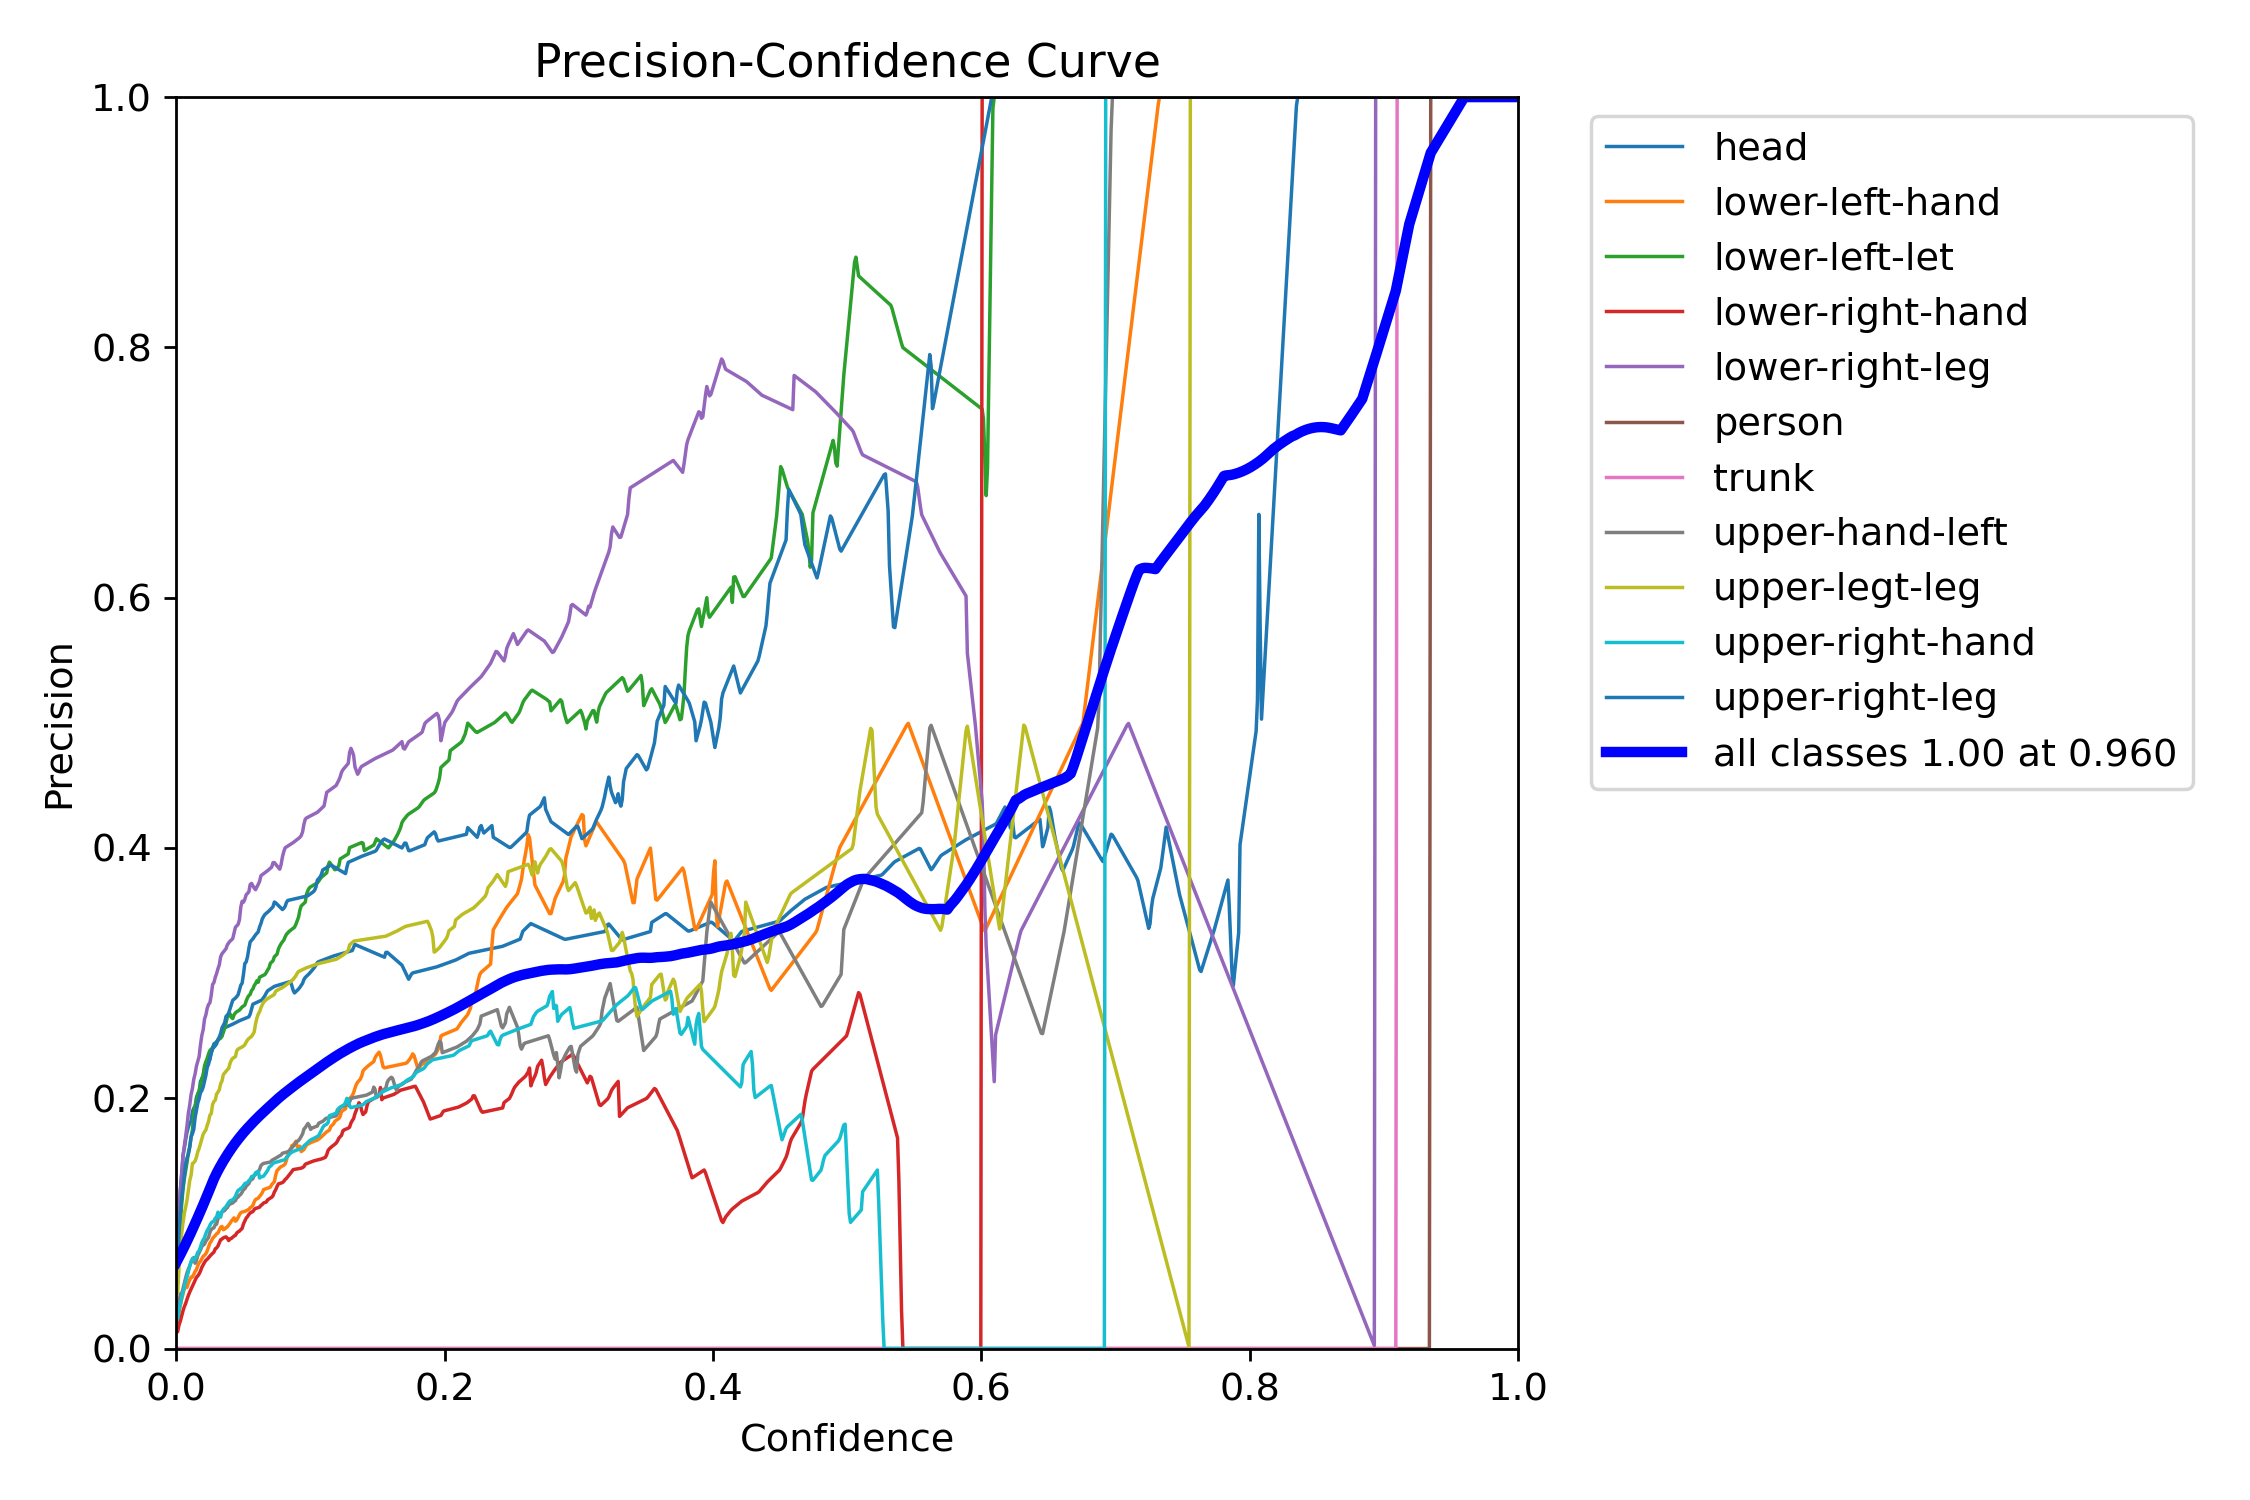 Precision-Confidence Curve
1.0
0.8
0.6
0.4
0.2
0.0
Precision
0.0 0.2 0.4 0.6 0.8 1.0
Confidence
head
lower-left-hand
lower-left-let
lower-right-hand
lower-right-leg
person
trunk
upper-hand-left
upper-legt-leg
upper-right-hand
upper-right-leg
all classes 1.00 at 0.960